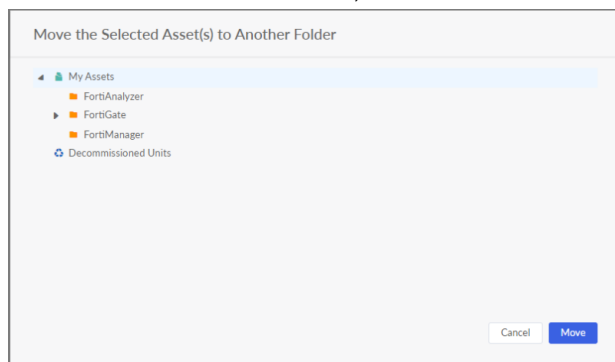 Move the Selected Asset(s) to Another Folder
My Assets
FortiAnalyzer
FortiGate
FortiManager
Decommissioned Units
Cancel Move